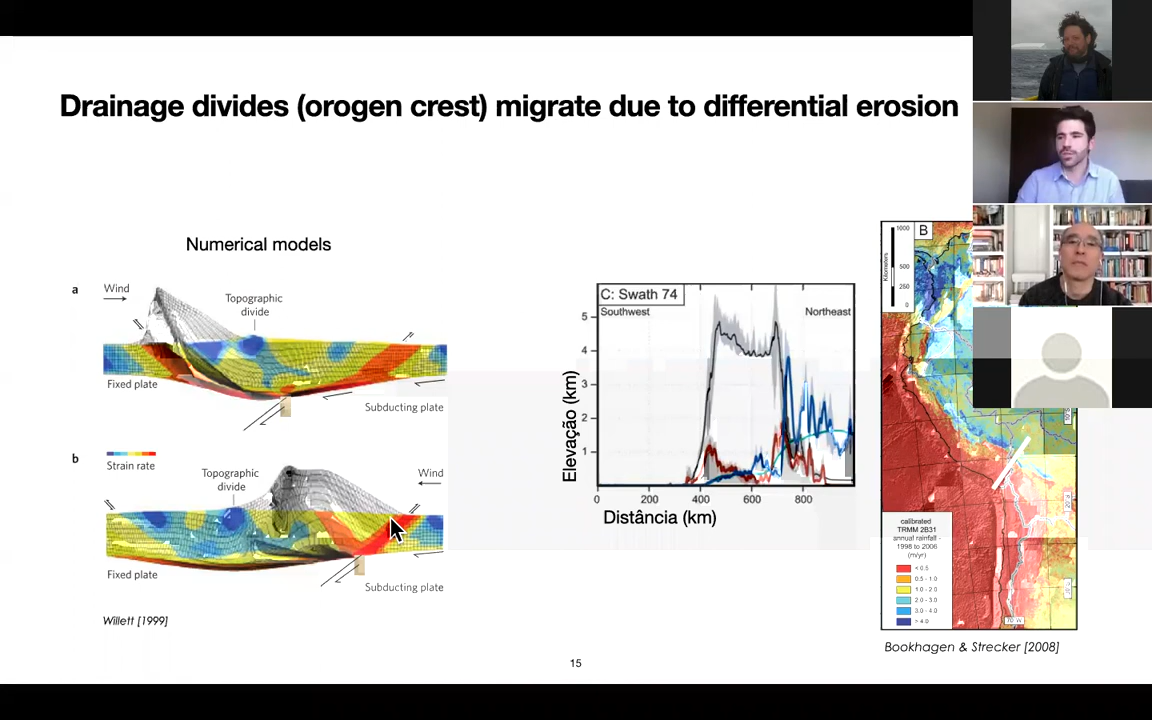 Drainage divides (orogen crest) migrate due to differential erosion
Numerical models
a
Wind
Topographic
divide
Fixed plate
Subducting plate
b
Strain rate
Topographic
divide
Wind
Fixed plate
Subducting plate
Willett [1999]
C: Swath 74
Southwest
Northeast
Elevação (km)
5
4
3
2
1
0
200
400
600
800
Distância (km)
B
1000
500
250
0
Kilometers
calibrated
TRMM 2B31
annual rainfall -
1998 to 2006
(m/yr)
< 0.5
0.5 - 1.0
1.0 - 2.0
2.0 - 3.0
3.0 - 4.0
> 4.0
70 W
Bookhagen & Strecker [2008]
15